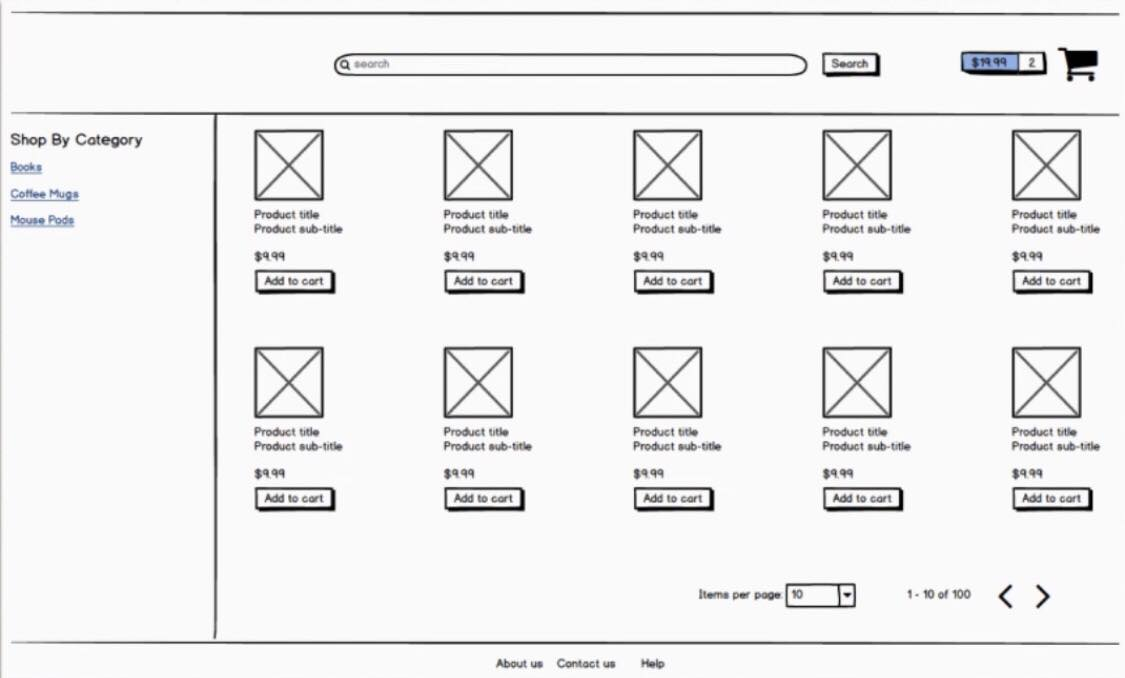 search Search $19.99 2
Shop By Category
Books
Coffee Mugs
Mouse Pads
Product title Product title Product title Product title Product title
Product sub-title Product sub-title Product sub-title Product sub-title Product sub-title
$9.99 $9.99 $9.99 $9.99 $9.99
Add to cart Add to cart Add to cart Add to cart Add to cart
Product title Product title Product title Product title Product title
Product sub-title Product sub-title Product sub-title Product sub-title Product sub-title
$9.99 $9.99 $9.99 $9.99 $9.99
Add to cart Add to cart Add to cart Add to cart Add to cart
Items per page: 10 1 - 10 of 100
About us Contact us Help